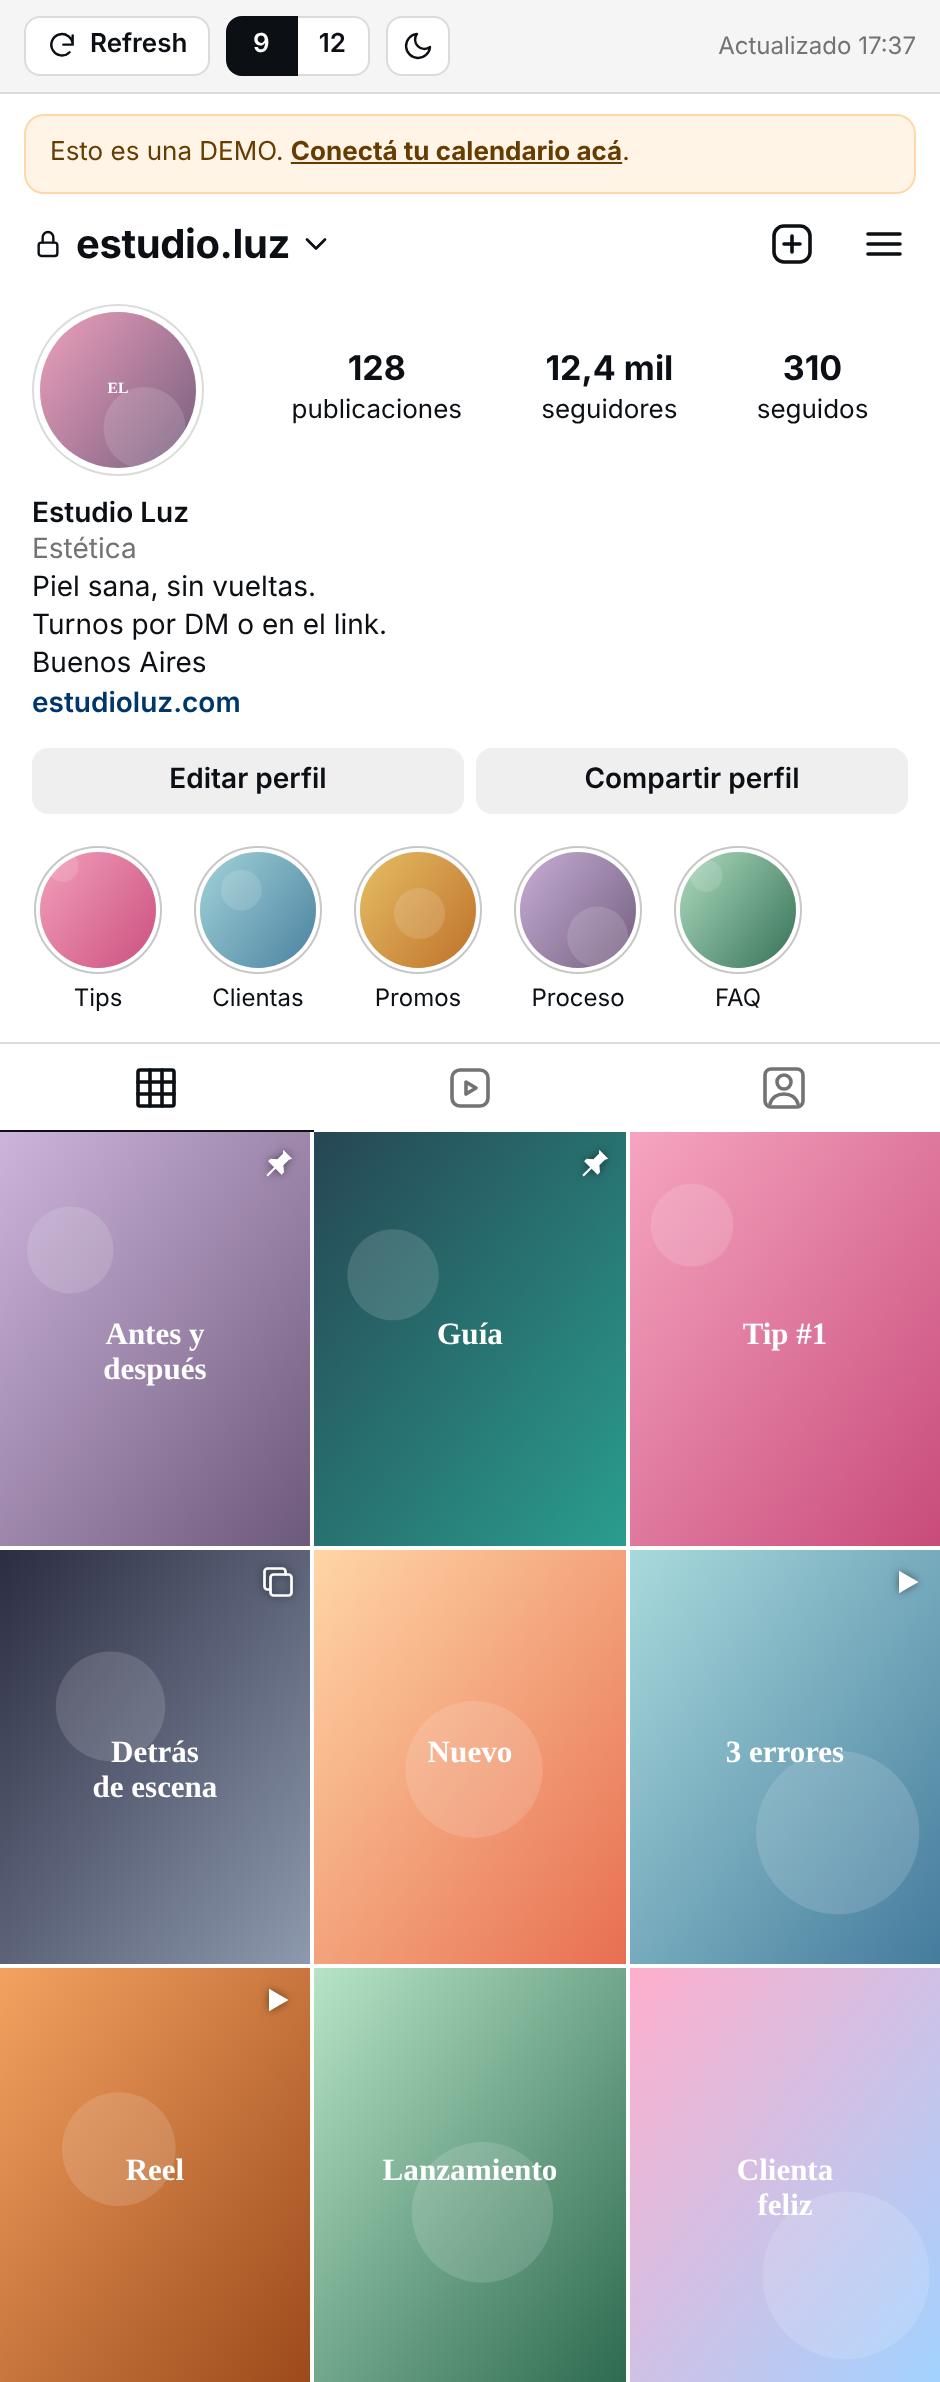 Refresh
9
12
Actualizado 17:37
Esto es una DEMO. Conectá tu calendario acá.
estudio.luz
EL
128
publicaciones
12,4 mil
seguidores
310
seguidos
Estudio Luz
Estética
Piel sana, sin vueltas.
Turnos por DM o en el link.
Buenos Aires
estudioluz.com
Editar perfil
Compartir perfil
Tips
Clientas
Promos
Proceso
FAQ
Antes y
después
Guía
Tip #1
Detrás
de escena
Nuevo
3 errores
Reel
Lanzamiento
Clienta
feliz